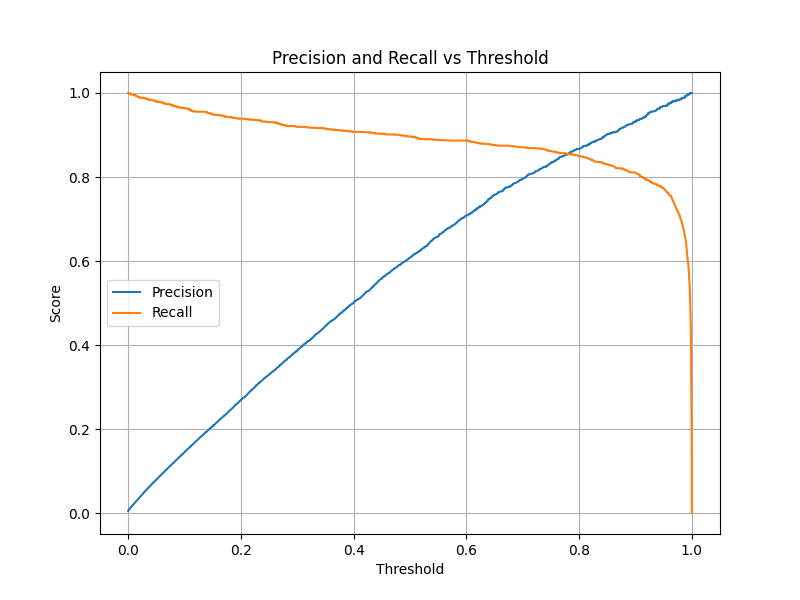 Precision and Recall vs Threshold
1.0
0.8
0.6
0.4
0.2
0.0
Score
Precision
Recall
0.0 0.2 0.4 0.6 0.8 1.0
Threshold